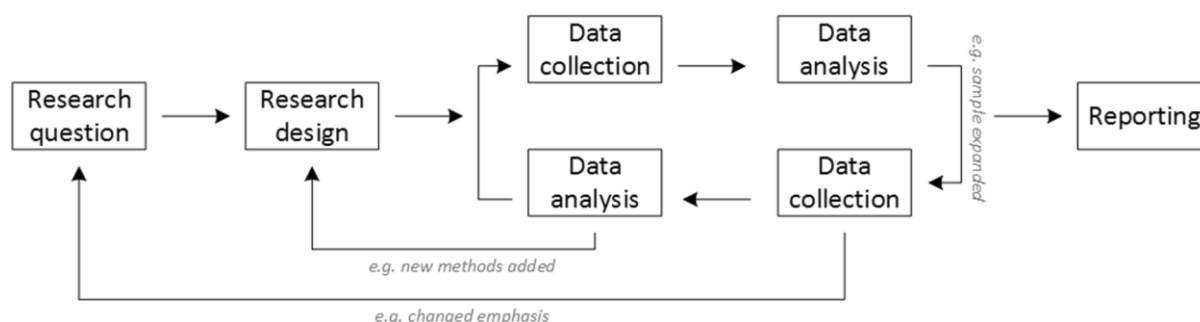 Data
collection
Data
analysis
e.g. sample expanded
Research
question
Research
design
Reporting
Data
analysis
Data
collection
e.g. new methods added
e.g. changed emphasis